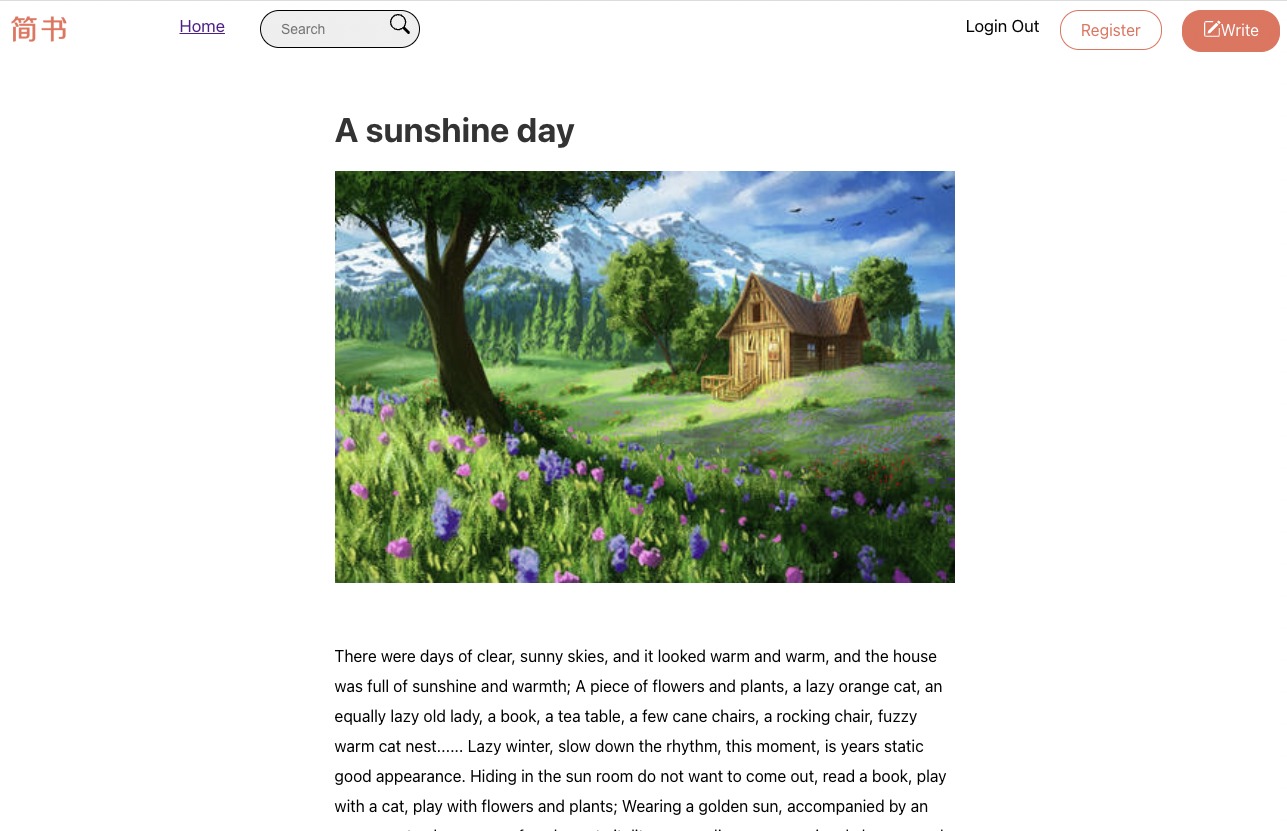 简书
Home
Search
Login Out
Register
Write
A sunshine day
There were days of clear, sunny skies, and it looked warm and warm, and the house
was full of sunshine and warmth; A piece of flowers and plants, a lazy orange cat, an
equally lazy old lady, a book, a tea table, a few cane chairs, a rocking chair, fuzzy
warm cat nest...... Lazy winter, slow down the rhythm, this moment, is years static
good appearance. Hiding in the sun room do not want to come out, read a book, play
with a cat, play with flowers and plants; Wearing a golden sun, accompanied by an